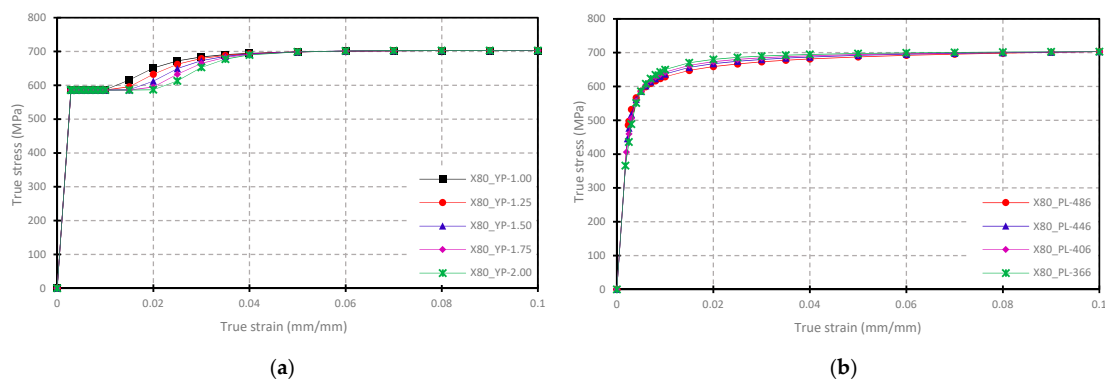 800
700
600
500
400
300
200
100
0
True stress (MPa)
X80_YP-1.00
X80_YP-1.25
X80_YP-1.50
X80_YP-1.75
X80_YP-2.00
0 0.02 0.04 0.06 0.08 0.1
True strain (mm/mm)
(a)
800
700
600
500
400
300
200
100
0
True stress (MPa)
X80_PL-486
X80_PL-446
X80_PL-406
X80_PL-366
0 0.02 0.04 0.06 0.08 0.1
True strain (mm/mm)
(b)